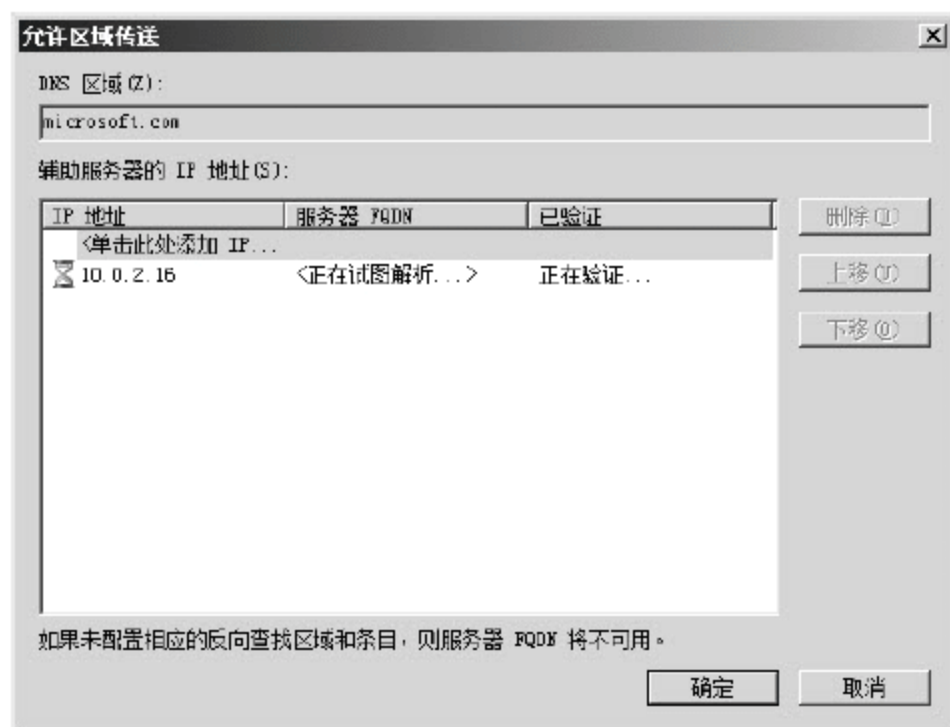 允许区域传送
DNS 区域(Z):
microsoft.com
辅助服务器的 IP 地址(S):
IP 地址 服务器 FQDN 已验证 删除(D)
<单击此处添加 IP...
10.0.2.16 <正在试图解析...> 正在验证... 上移(U)
下移(O)
如果未配置相应的反向查找区域和条目，则服务器 FQDN 将不可用。
确定 取消